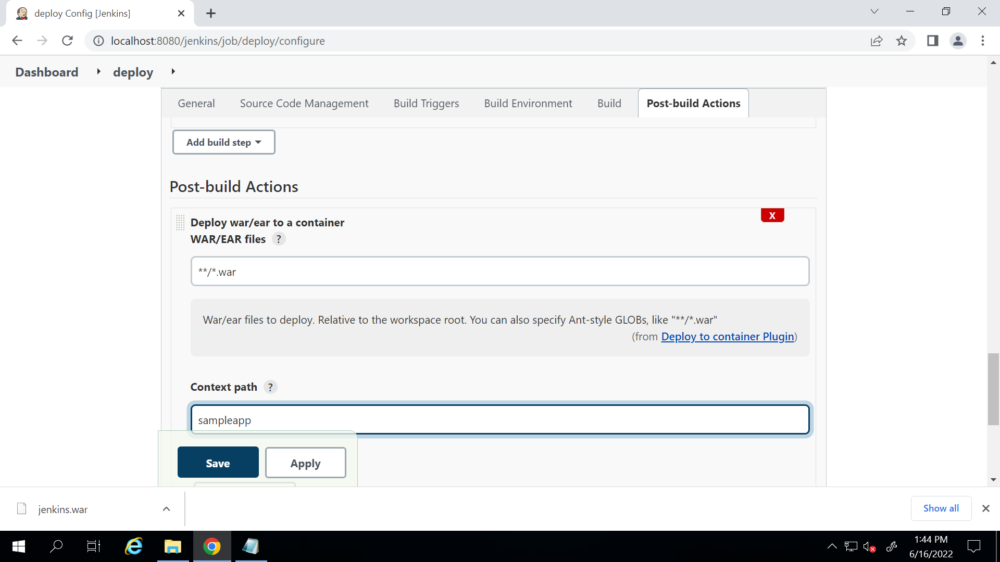 deploy Config [Jenkins]
localhost:8080/jenkins/job/deploy/configure
Dashboard deploy
General Source Code Management Build Triggers Build Environment Build Post-build Actions
Add build step
Post-build Actions
X
Deploy war/ear to a container
WAR/EAR files ?
**/*.war
War/ear files to deploy. Relative to the workspace root. You can also specify Ant-style GLOBs, like "**/*.war"
(from Deploy to container Plugin)
Context path ?
sampleapp
Save Apply
jenkins.war
Show all
1:44 PM
6/16/2022